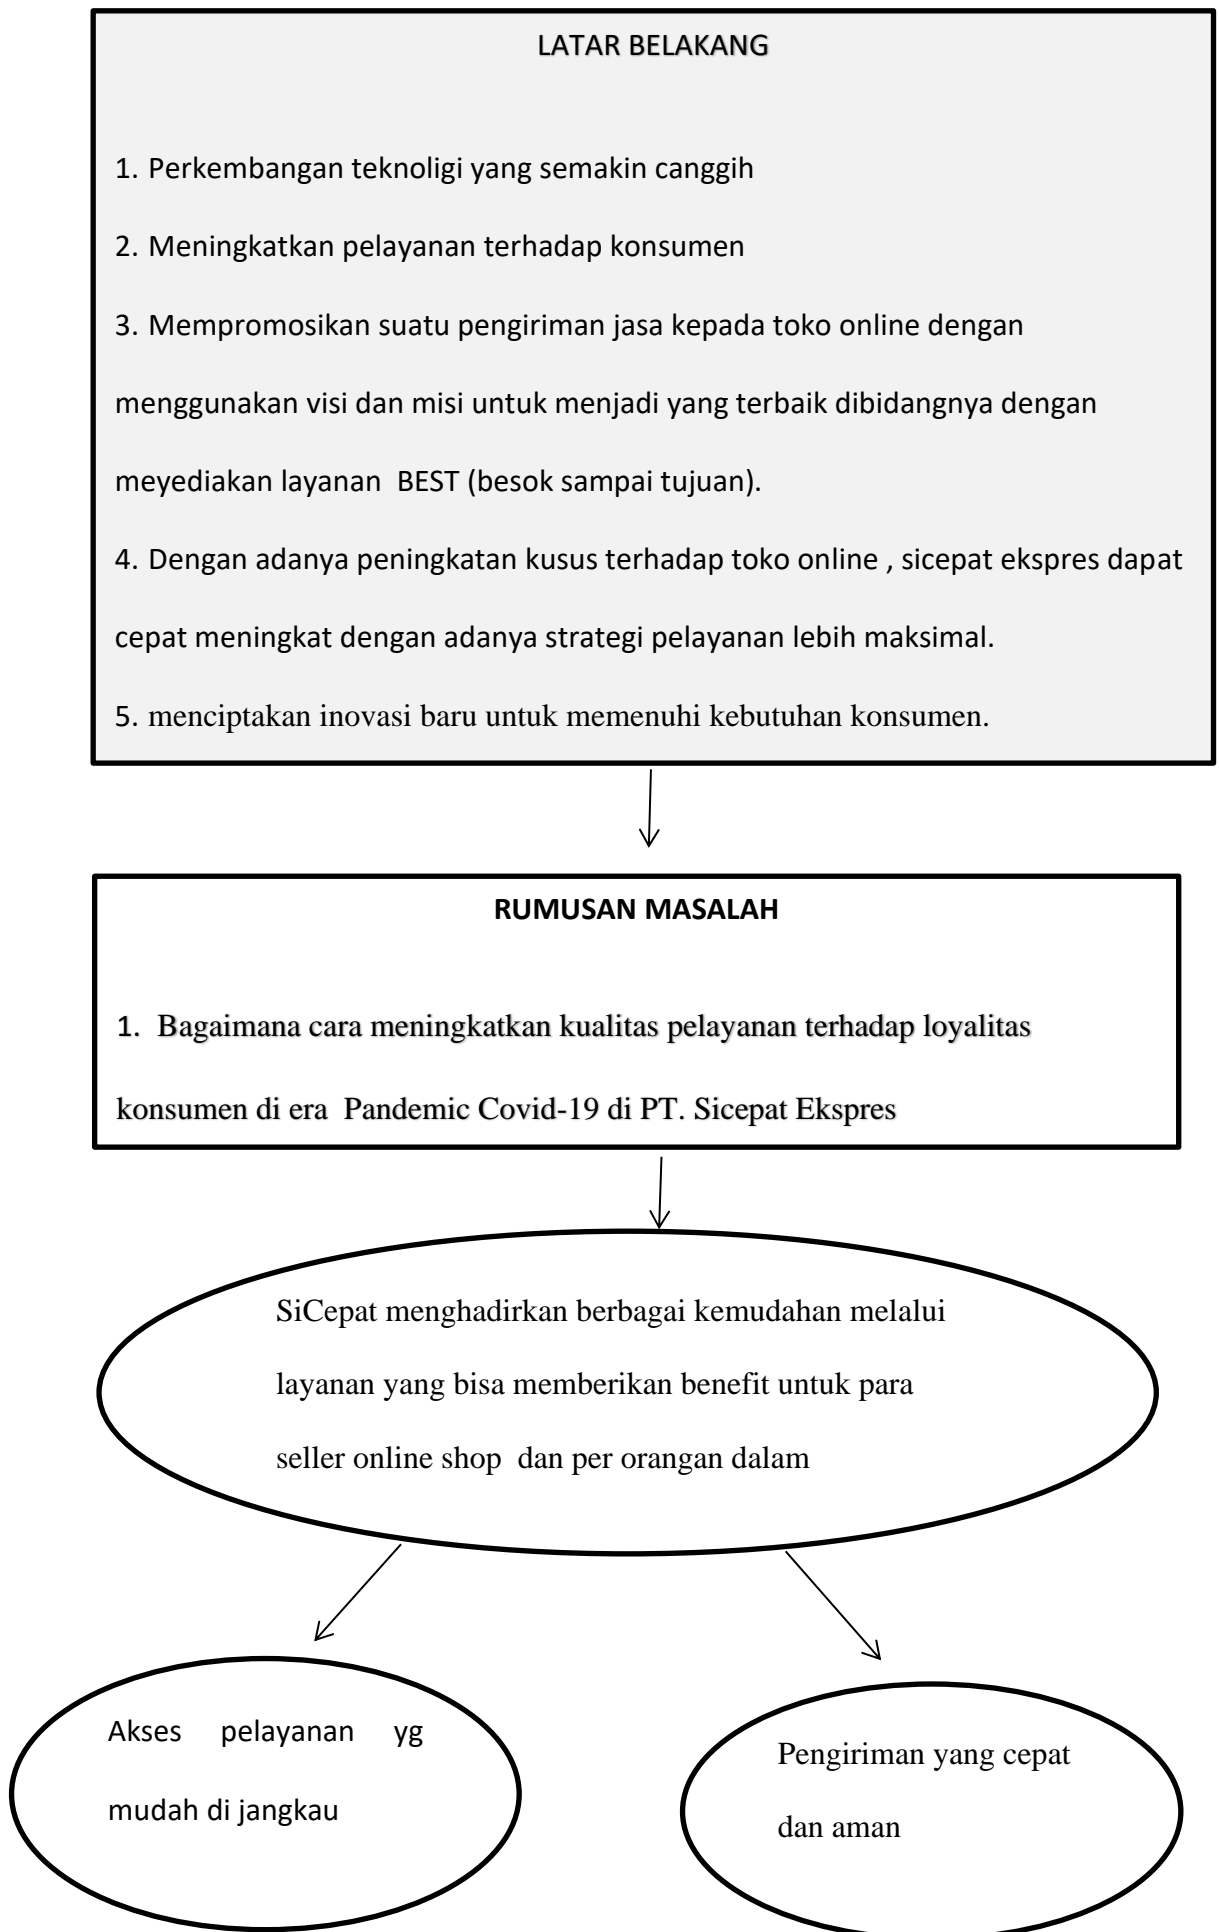 LATAR BELAKANG
1. Perkembangan teknoligi yang semakin canggih
2. Meningkatkan pelayanan terhadap konsumen
3. Mempromosikan suatu pengiriman jasa kepada toko online dengan
menggunakan visi dan misi untuk menjadi yang terbaik dibidangnya dengan
meyediakan layanan  BEST (besok sampai tujuan).
4. Dengan adanya peningkatan kusus terhadap toko online , sicepat ekspres dapat
cepat meningkat dengan adanya strategi pelayanan lebih maksimal.
5. menciptakan inovasi baru untuk memenuhi kebutuhan konsumen.
RUMUSAN MASALAH
1.  Bagaimana cara meningkatkan kualitas pelayanan terhadap loyalitas
konsumen di era  Pandemic Covid-19 di PT. Sicepat Ekspres
SiCepat menghadirkan berbagai kemudahan melalui
layanan yang bisa memberikan benefit untuk para
seller online shop  dan per orangan dalam
Akses pelayanan yg
mudah di jangkau
Pengiriman yang cepat
dan aman